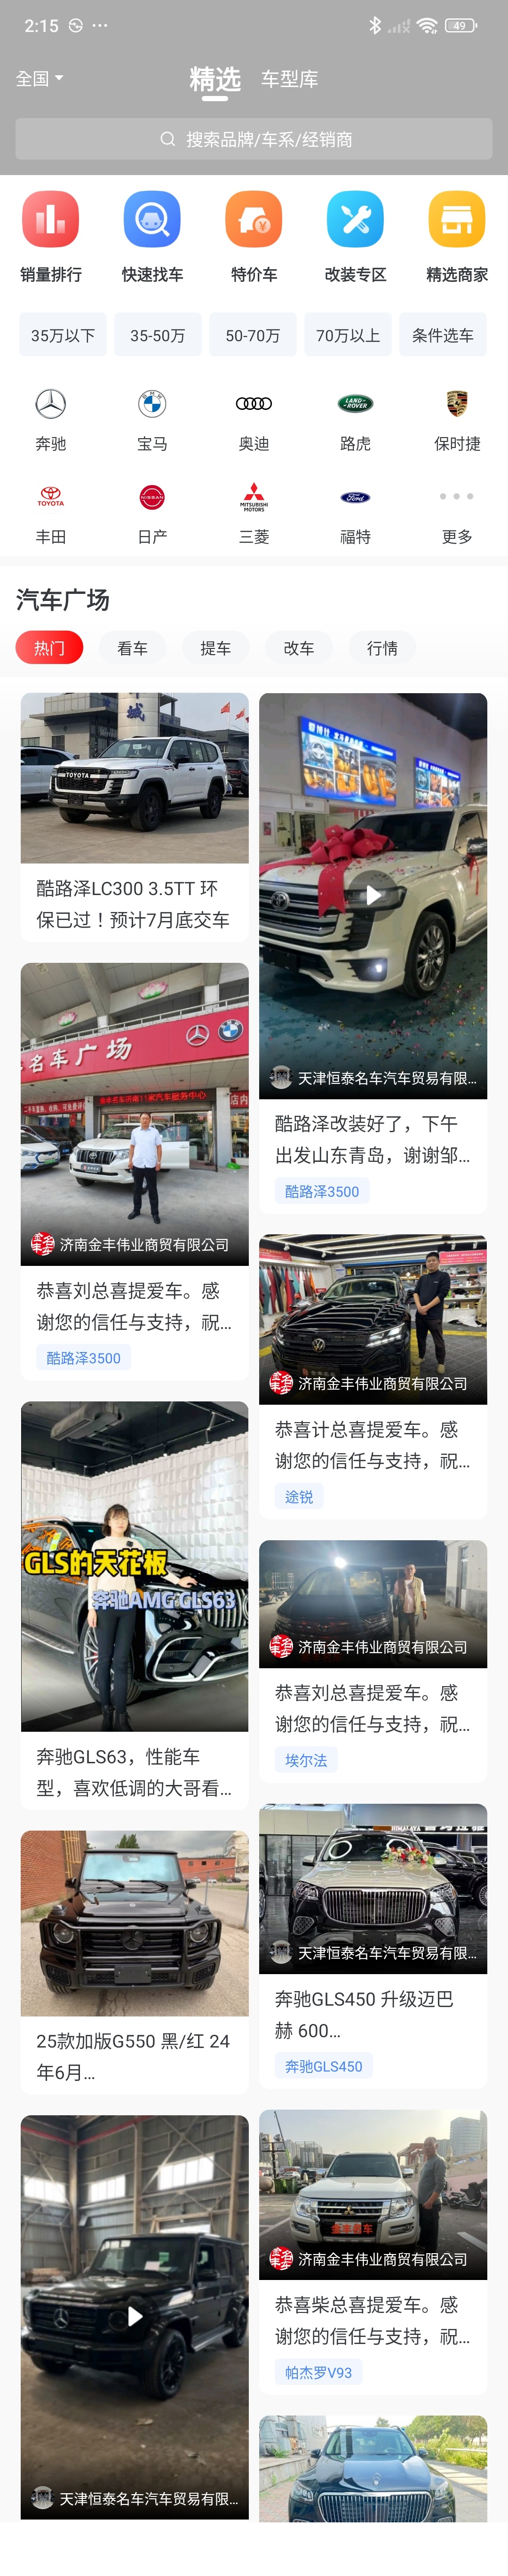 2:15
49
全国
精选
车型库
搜索品牌/车系/经销商
销量排行
快速找车
特价车
改装专区
精选商家
35万以下
35-50万
50-70万
70万以上
条件选车
LAND
ROVER
奔驰
宝马
奥迪
路虎
保时捷
TOYOTA
NISSAN
MITSUBISHI
MOTORS
Ford
丰田
日产
三菱
福特
更多
汽车广场
热门
看车
提车
改车
行情
城
TOYOTA
酷路泽LC300 3.5TT 环
保已过！预计7月底交车
天津恒泰名车汽车贸易有限...
酷路泽改装好了，下午
出发山东青岛，谢谢邹...
酷路泽3500
名车广场
济南金丰伟业商贸有限公司
恭喜刘总喜提爱车。感
谢您的信任与支持，祝...
酷路泽3500
济南金丰伟业商贸有限公司
恭喜计总喜提爱车。感
谢您的信任与支持，祝...
途锐
GLS的天花板
奔驰AMG GLS63
奔驰GLS63，性能车
型，喜欢低调的大哥看...
济南金丰伟业商贸有限公司
恭喜刘总喜提爱车。感
谢您的信任与支持，祝...
埃尔法
天津恒泰名车汽车贸易有限...
奔驰GLS450 升级迈巴
赫 600...
奔驰GLS450
25款加版G550 黑/红 24
年6月...
济南金丰伟业商贸有限公司
恭喜柴总喜提爱车。感
谢您的信任与支持，祝...
帕杰罗V93
天津恒泰名车汽车贸易有限...